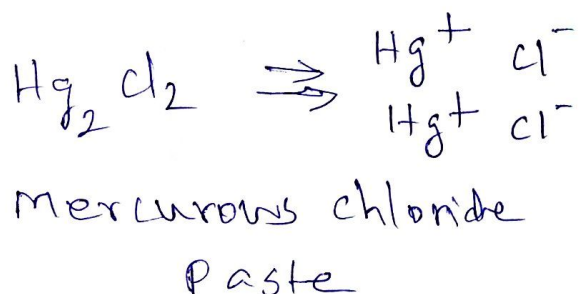 Hg₂ Cl₂ ⇒ Hg⁺ Cl⁻
Hg⁺ Cl⁻
Mercurous chloride
Paste